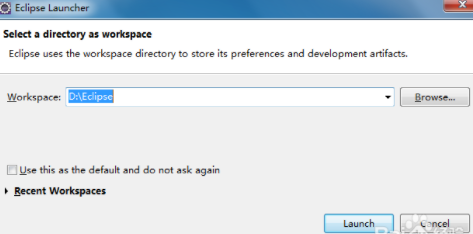 Eclipse Launcher
Select a directory as workspace
Eclipse uses the workspace directory to store its preferences and development artifacts.
Workspace: D:\Eclipse Browse...
Use this as the default and do not ask again
Recent Workspaces
Launch Cancel